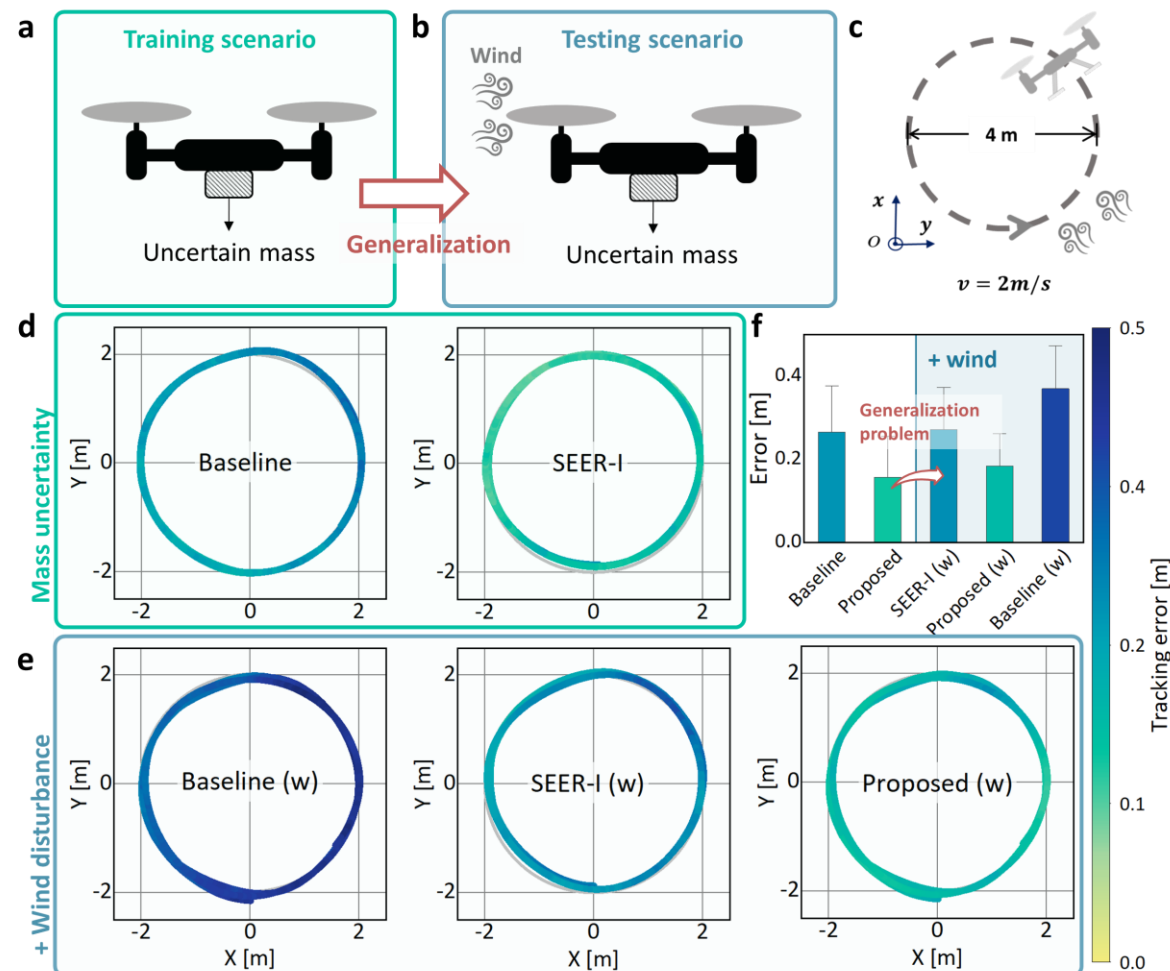 a
Training scenario
Uncertain mass
Generalization
b
Testing scenario
Wind
Uncertain mass
c
4 m
x
O
y
v = 2m/s
d
Mass uncertainty
Y [m]
2
0
-2
Baseline
-2
0
2
Y [m]
2
0
-2
SEER-I
-2
0
2
f
Error [m]
0.4
0.2
0.0
+ wind
Generalization
problem
Baseline
Proposed
SEER-I (w)
Proposed (w)
Baseline (w)
0.5
0.4
0.2
0.1
0.0
Tracking error [m]
e
+ Wind disturbance
Y [m]
2
0
-2
Baseline (w)
-2
0
2
X [m]
Y [m]
2
0
-2
SEER-I (w)
-2
0
2
X [m]
Y [m]
2
0
-2
Proposed (w)
-2
0
2
X [m]